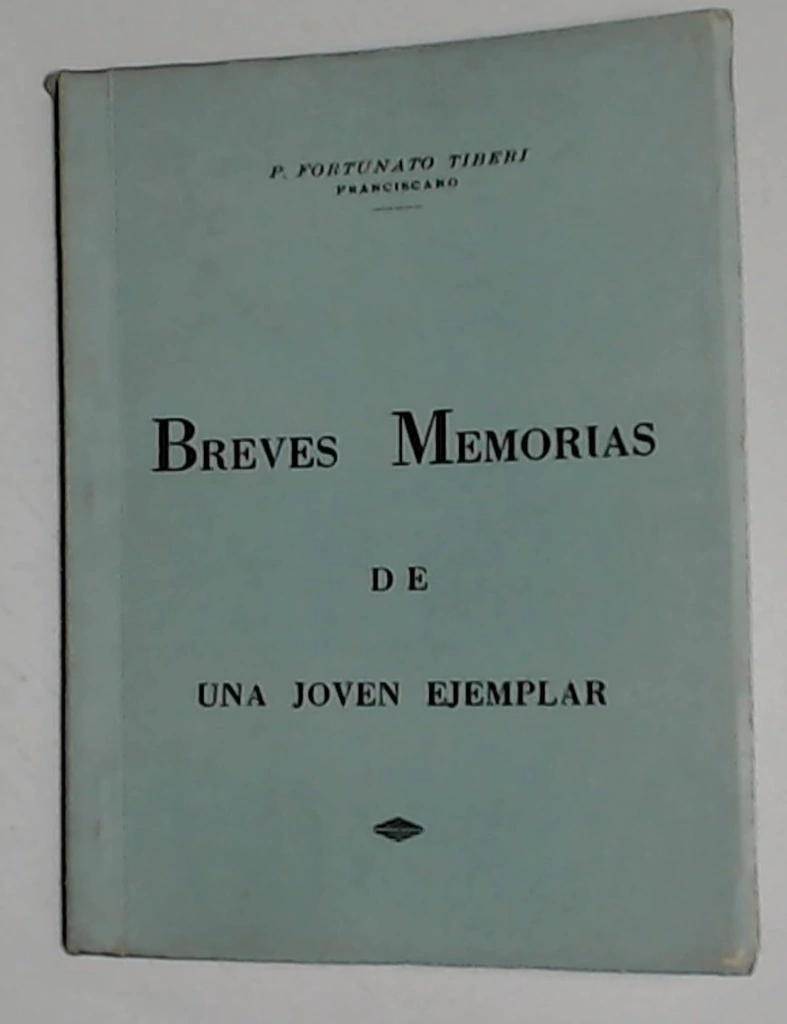 P. FORTUNATO TIBERI
FRANCISCANO
BREVES MEMORIAS
DE
UNA JOVEN EJEMPLAR